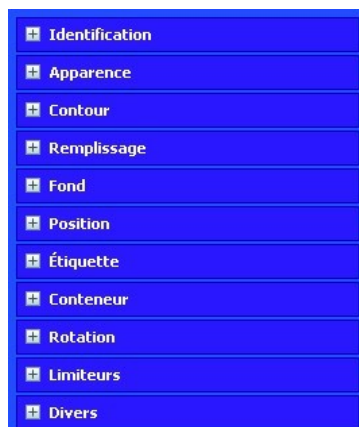 Identification
Apparence
Contour
Remplissage
Fond
Position
Étiquette
Conteneur
Rotation
Limiteurs
Divers